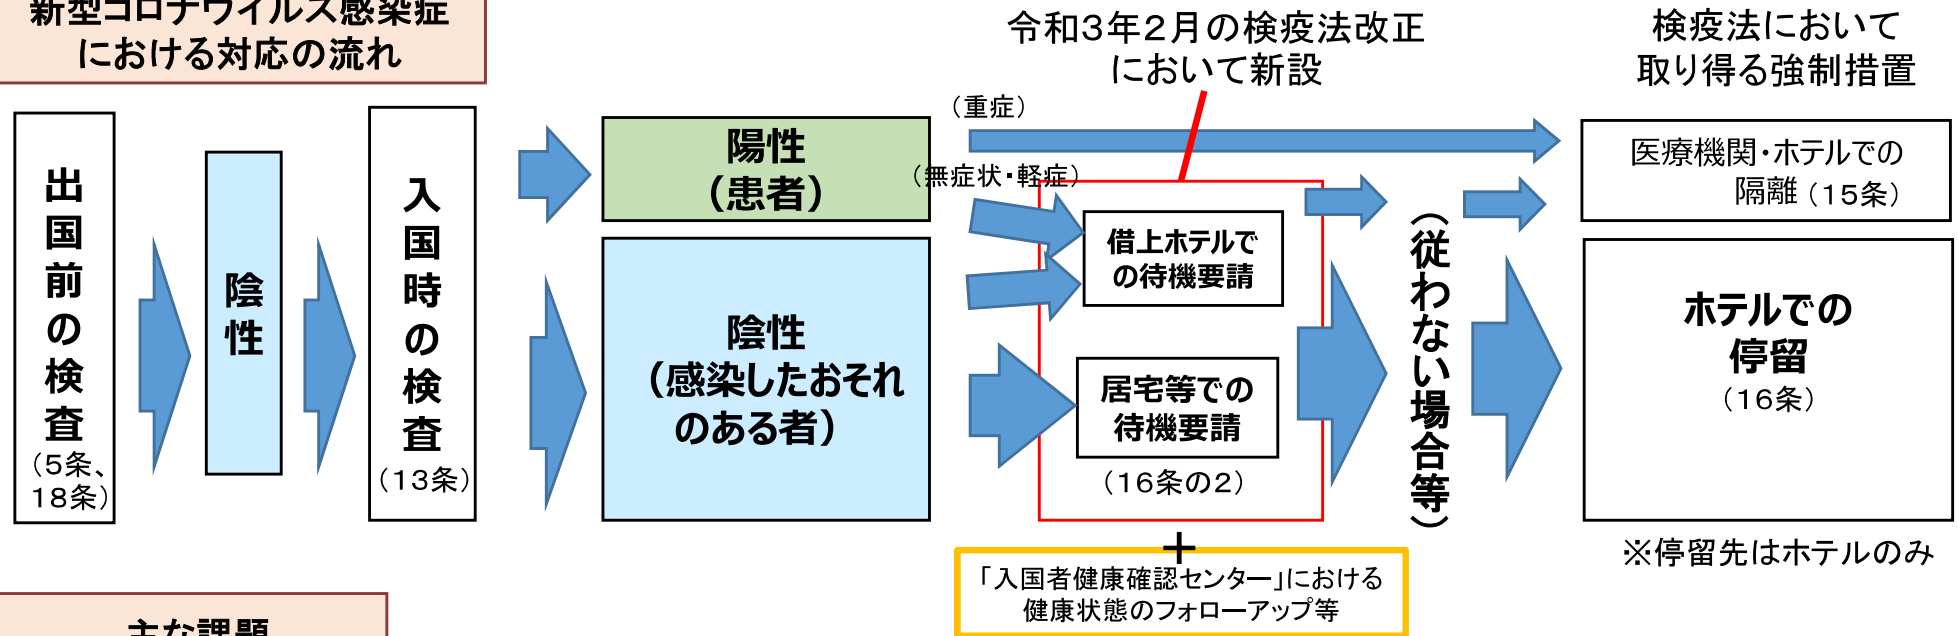 新型コロナウイルス感染症
における対応の流れ
出国前の検査
（5条、
18条）
陰性
入国時の検査
（13条）
陽性
（患者）
陰性
（感染したおそれ
のある者）
（重症）
（無症状・軽症）
令和3年2月の検疫法改正
において新設
借上ホテルで
の待機要請
居宅等での
待機要請
（16条の2）
＋
「入国者健康確認センター」における
健康状態のフォローアップ等
（従わない場合等）
検疫法において
取り得る強制措置
医療機関・ホテルでの
隔離（15条）
ホテルでの
停留
（16条）
※停留先はホテルのみ
主な課題